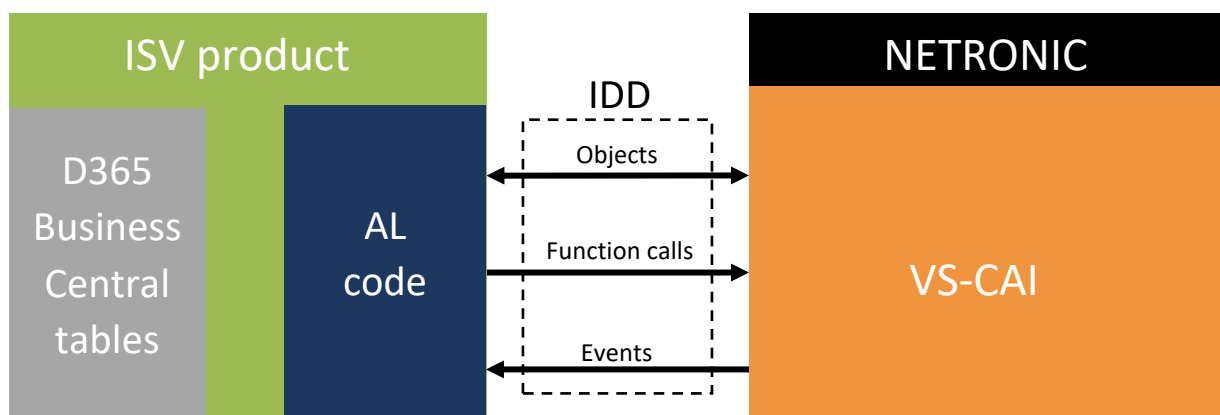 ISV product
D365
Business
Central
tables
AL
code
IDD
Objects
Function calls
Events
NETRONIC
VS-CAI